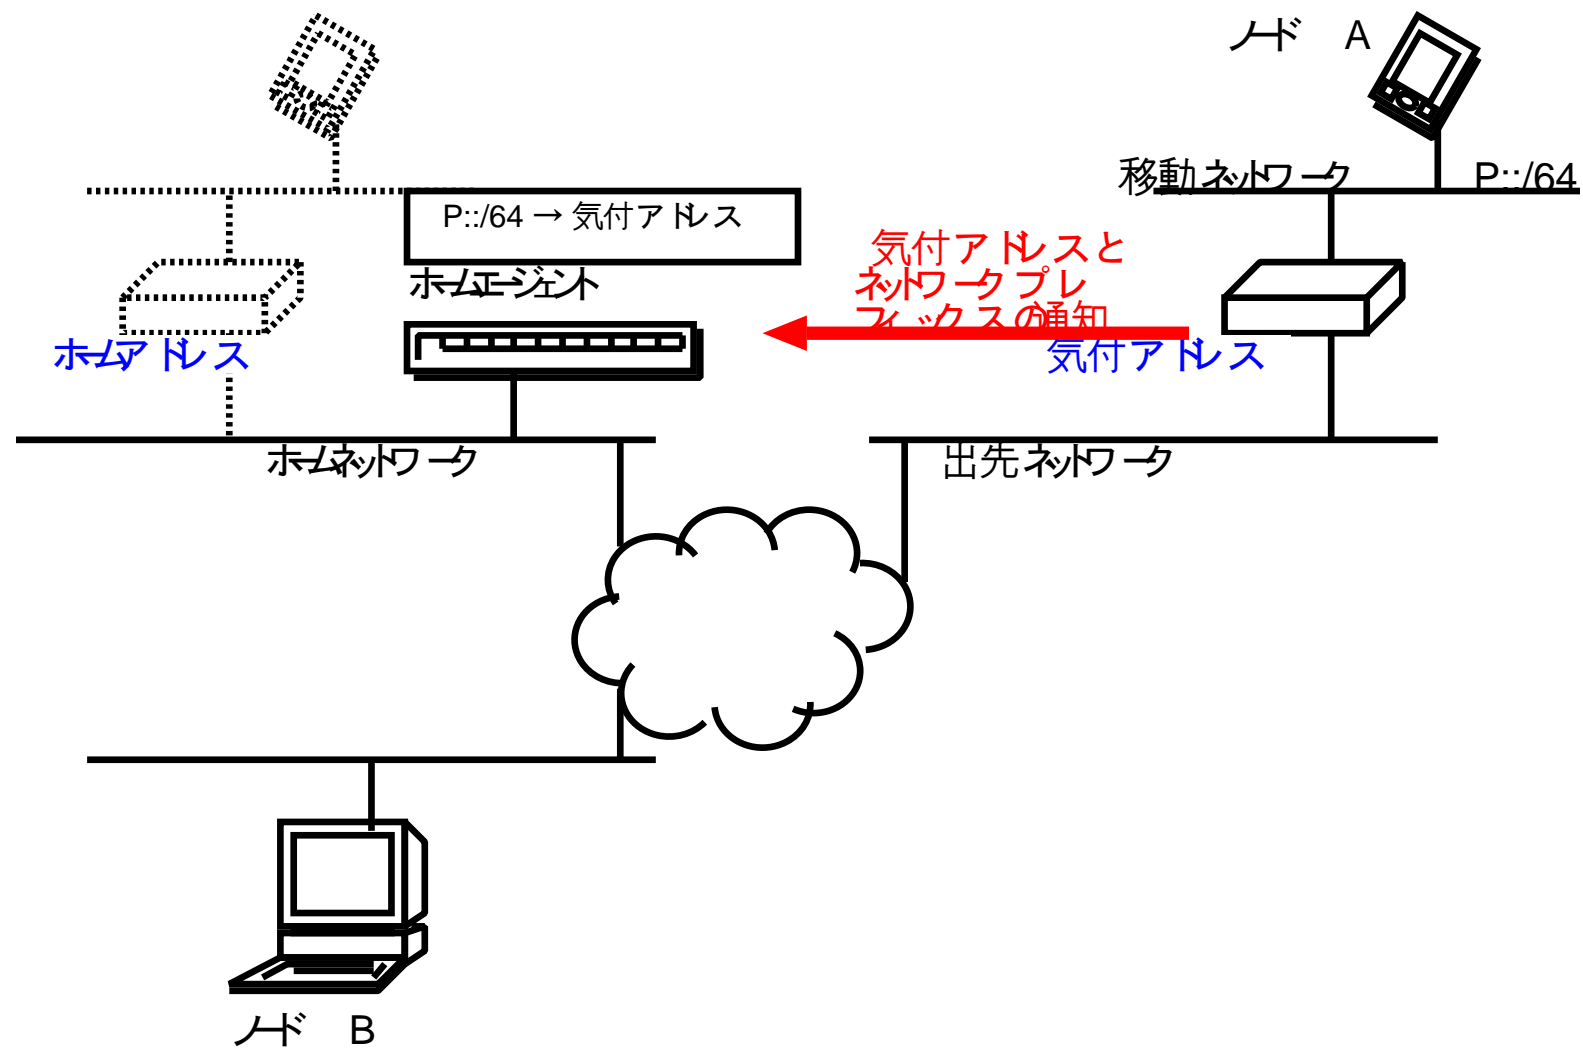 ノード A
移動ネットワーク P::/64
P::/64 → 気付アドレス
気付アドレスと
ネットワークプレ
フィックスの通知
ホームエージェント
ホームアドレス
気付アドレス
ホームネットワーク
出先ネットワーク
ノード B